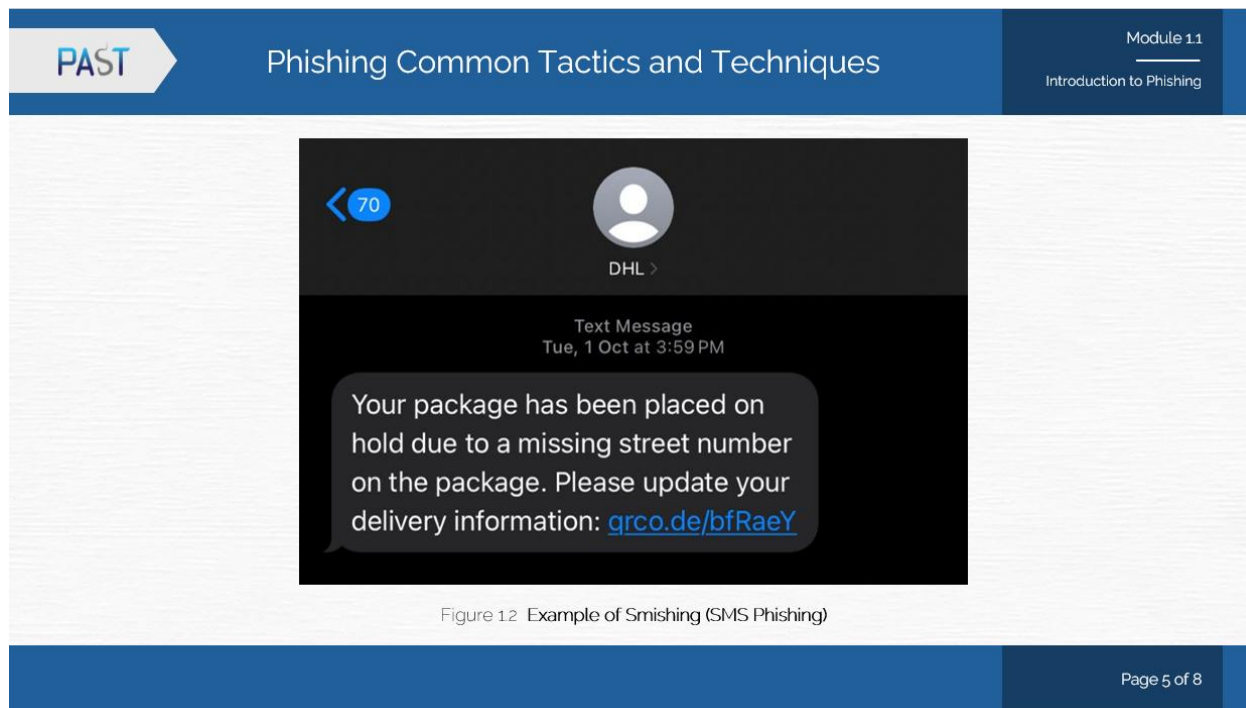 PAST
Phishing Common Tactics and Techniques
Module 1.1
Introduction to Phishing
70
DHL
Text Message
Tue, 1 Oct at 3:59 PM
Your package has been placed on
hold due to a missing street number
on the package. Please update your
delivery information: qrco.de/bfRaeY
Figure 1.2 Example of Smishing (SMS Phishing)
Page 5 of 8